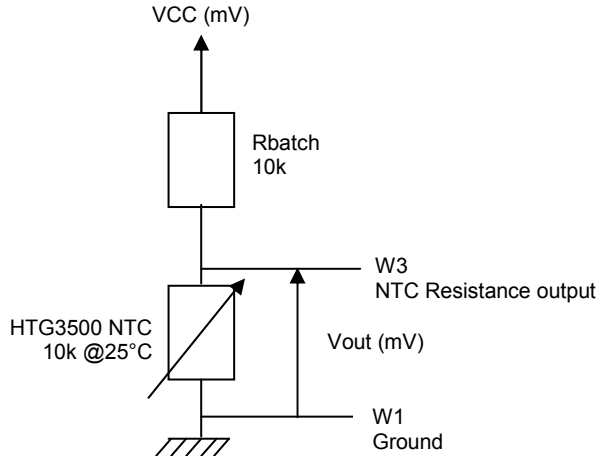 VCC (mV)
Rbatch
10k
W3
NTC Resistance output
HTG3500 NTC
10k @25°C
Vout (mV)
W1
Ground